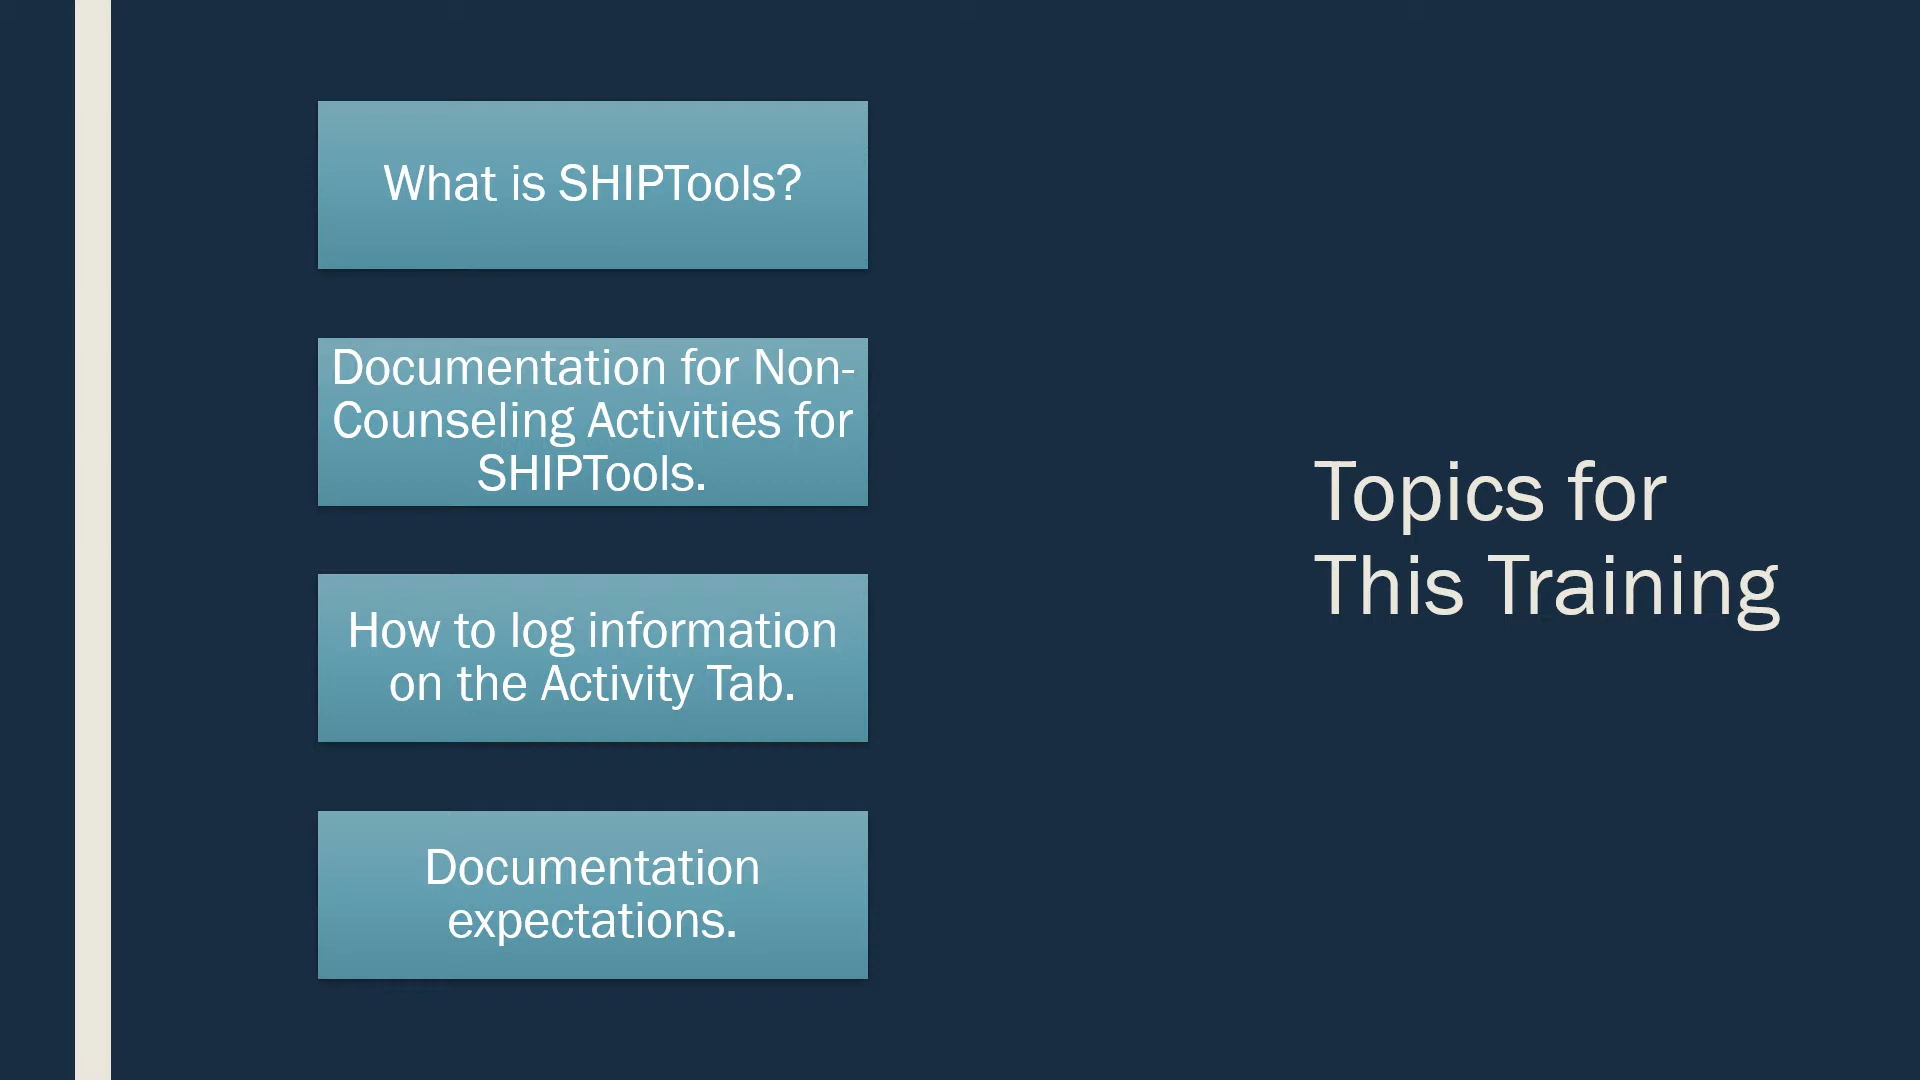 What is SHIPTools?
Documentation for Non-
Counseling Activities for
SHIPTools.
How to log information
on the Activity Tab.
Documentation
expectations.
Topics for
This Training